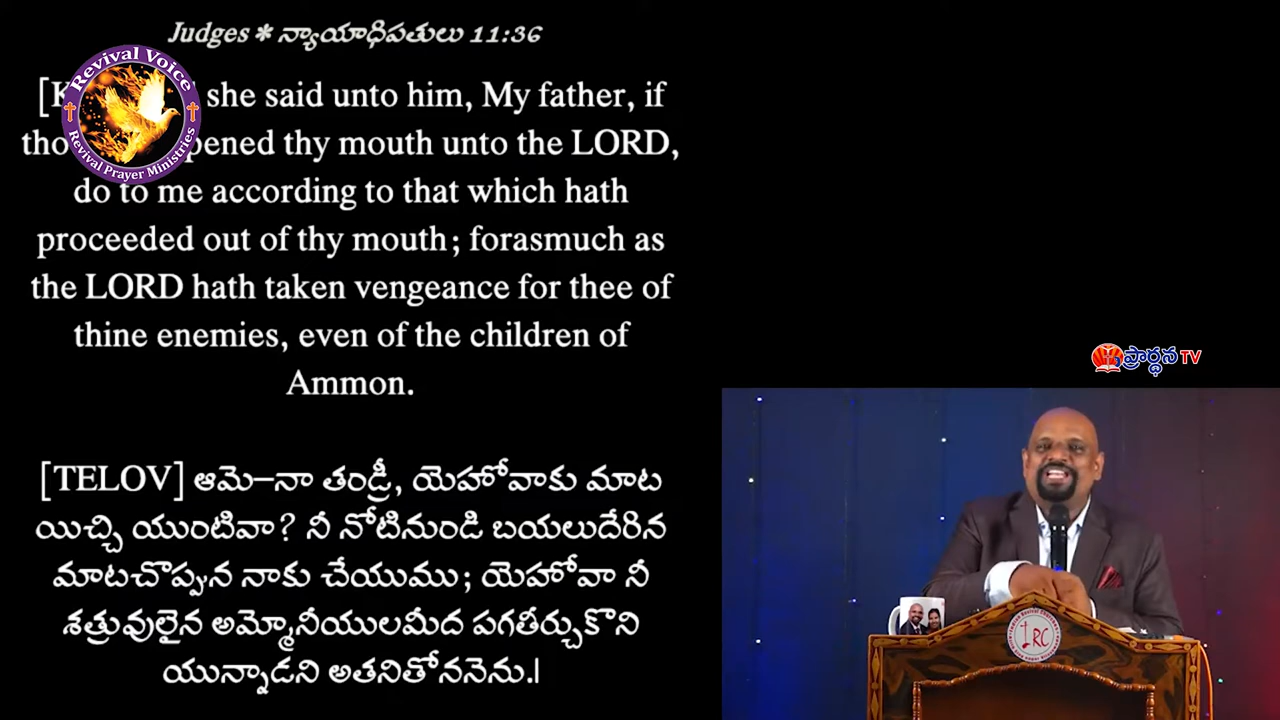 Judges * న్యాయాధిపతులు 11:36
she said unto him, My father, if
thy mouth unto the LORD,
do to me according to that which hath
proceeded out of thy mouth; forasmuch as
the LORD hath taken vengeance for thee of
thine enemies, even of the children of
Ammon.
[TELOV] ఆమె–నా తండ్రీ, యెహోవాకు మాట
యిచ్చి యుంటివా? నీ నోటినుండి బయలుదేరిన
మాటచొప్పున నాకు చేయుము; యెహోవా నీ
శత్రువులైన అమ్మోనీయులమీద పగతీర్చుకొని
యున్నాడని అతనితోననెను.|
Revival Voice
Revival Prayer Ministries
ప్రార్థన TV
RC